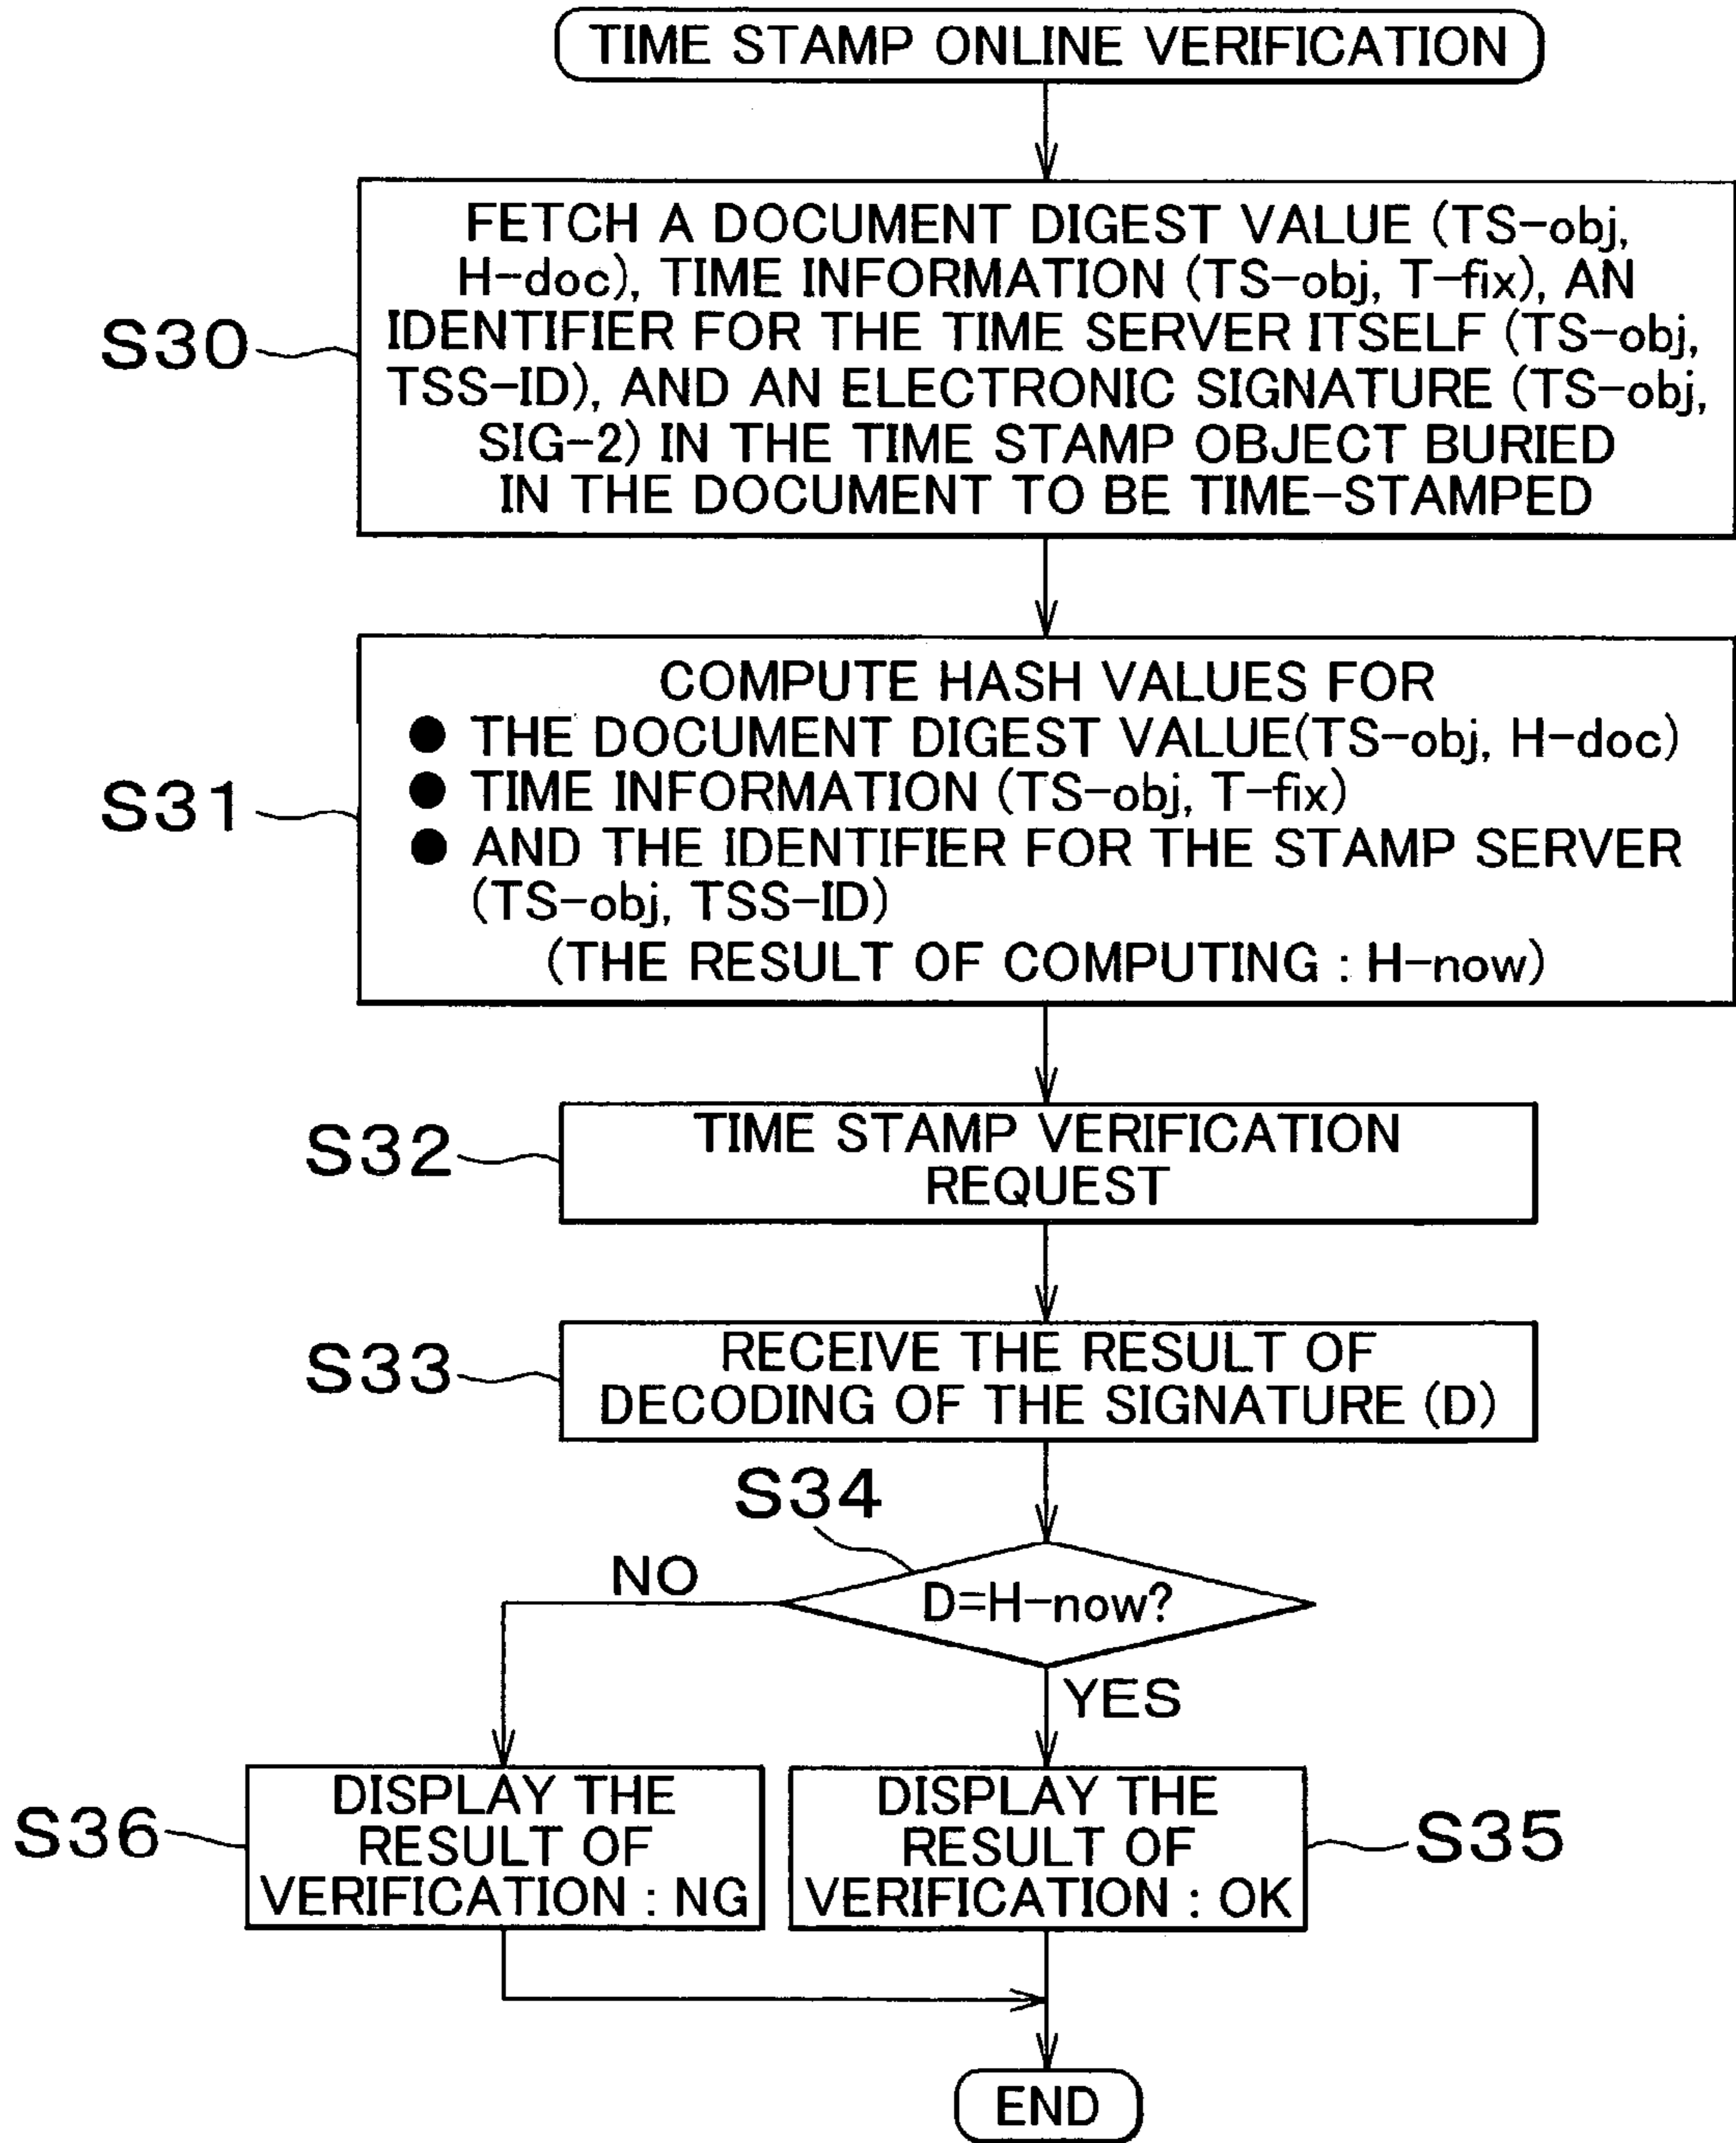 TIME STAMP ONLINE VERIFICATION
FETCH A DOCUMENT DIGEST VALUE (TS-obj,
H-doc), TIME INFORMATION (TS-obj, T-fix), AN
IDENTIFIER FOR THE TIME SERVER ITSELF (TS-obj,
TSS-ID), AND AN ELECTRONIC SIGNATURE (TS-obj,
SIG-2) IN THE TIME STAMP OBJECT BURIED
IN THE DOCUMENT TO BE TIME-STAMPED
S30
COMPUTE HASH VALUES FOR
● THE DOCUMENT DIGEST VALUE(TS-obj, H-doc)
● TIME INFORMATION (TS-obj, T-fix)
● AND THE IDENTIFIER FOR THE STAMP SERVER
(TS-obj, TSS-ID)
(THE RESULT OF COMPUTING : H-now)
S31
TIME STAMP VERIFICATION
REQUEST
S32
RECEIVE THE RESULT OF
DECODING OF THE SIGNATURE (D)
S33
S34
D=H-now?
NO
YES
S36
DISPLAY THE
RESULT OF
VERIFICATION : NG
DISPLAY THE
RESULT OF
VERIFICATION : OK
S35
END